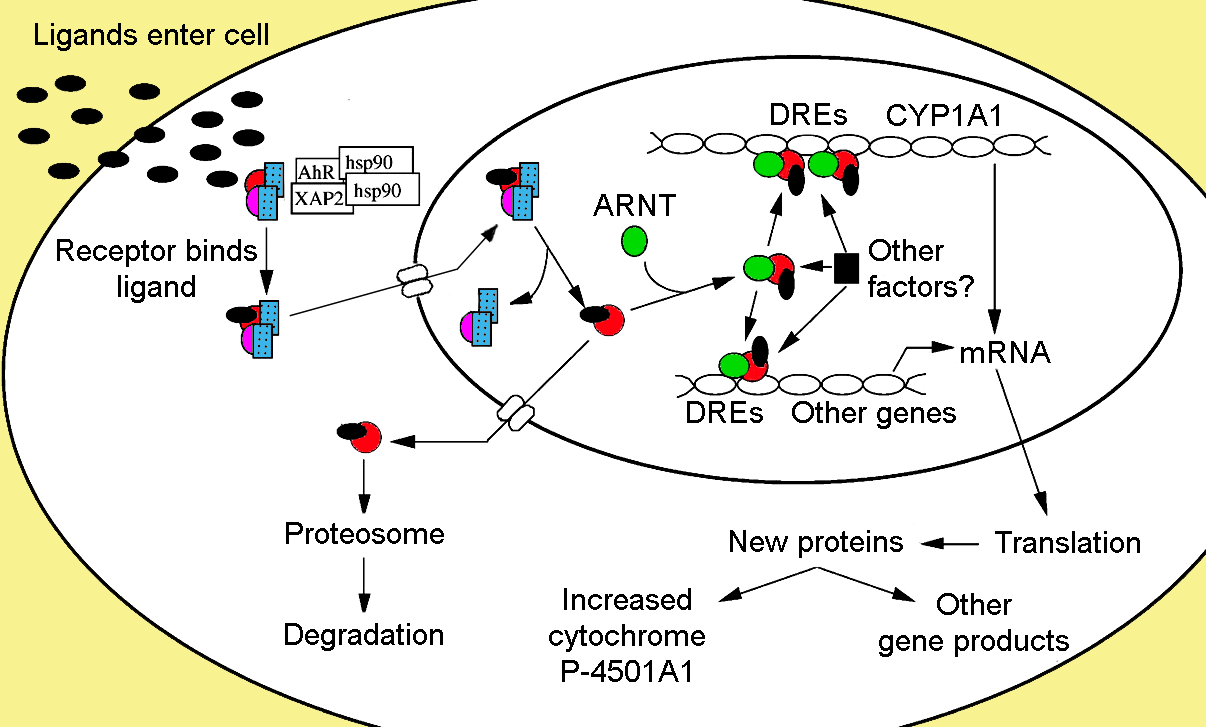 Ligands enter cell
DREs CYP1A1
AhR hsp90
XAP2 hsp90
ARNT
Receptor binds
ligand
Other
factors?
mRNA
DREs Other genes
Proteosome
New proteins Translation
Increased
cytochrome
P-4501A1
Other
gene products
Degradation